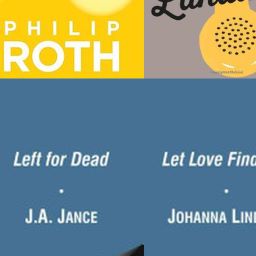 PHILIP
ROTH
Left for Dead
•
J.A. JANCE
Let Love Find
•
JOHANNA LIN